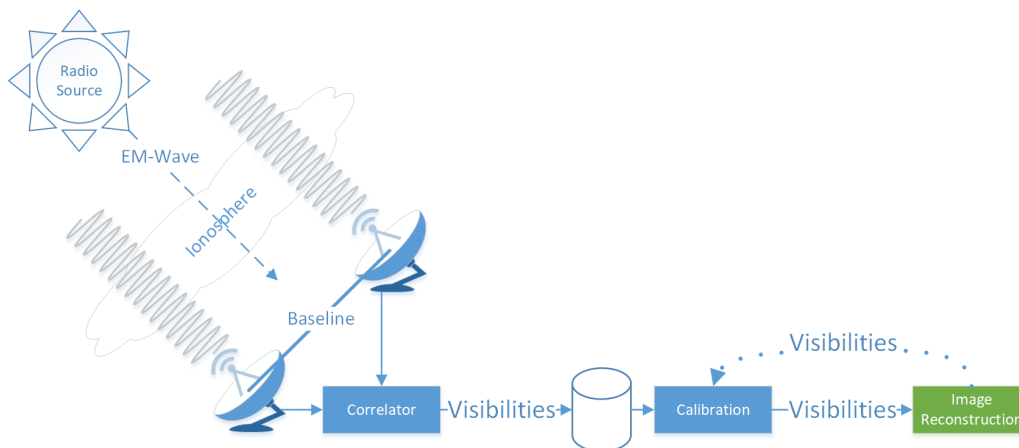 Radio
Source
EM-Wave
Ionosphere
Baseline
Visibilities
Correlator
Visibilities
Calibration
Visibilities
Image
Reconstruction